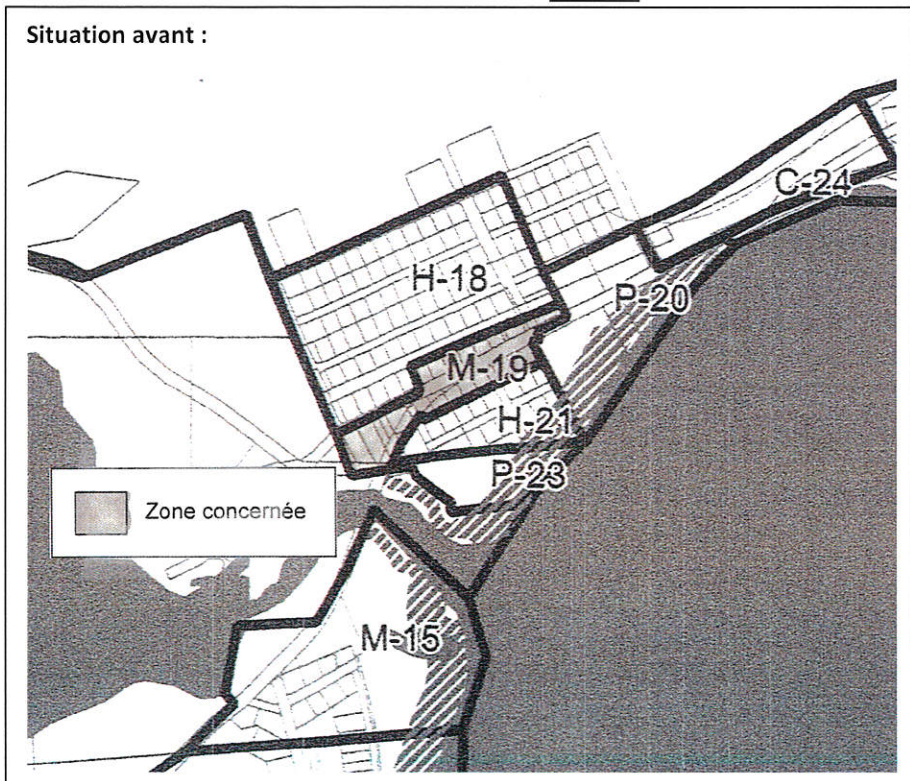 Situation avant :
C-24
H-18
P-20
M-19
H-21
P-23
Zone concernée
M-15